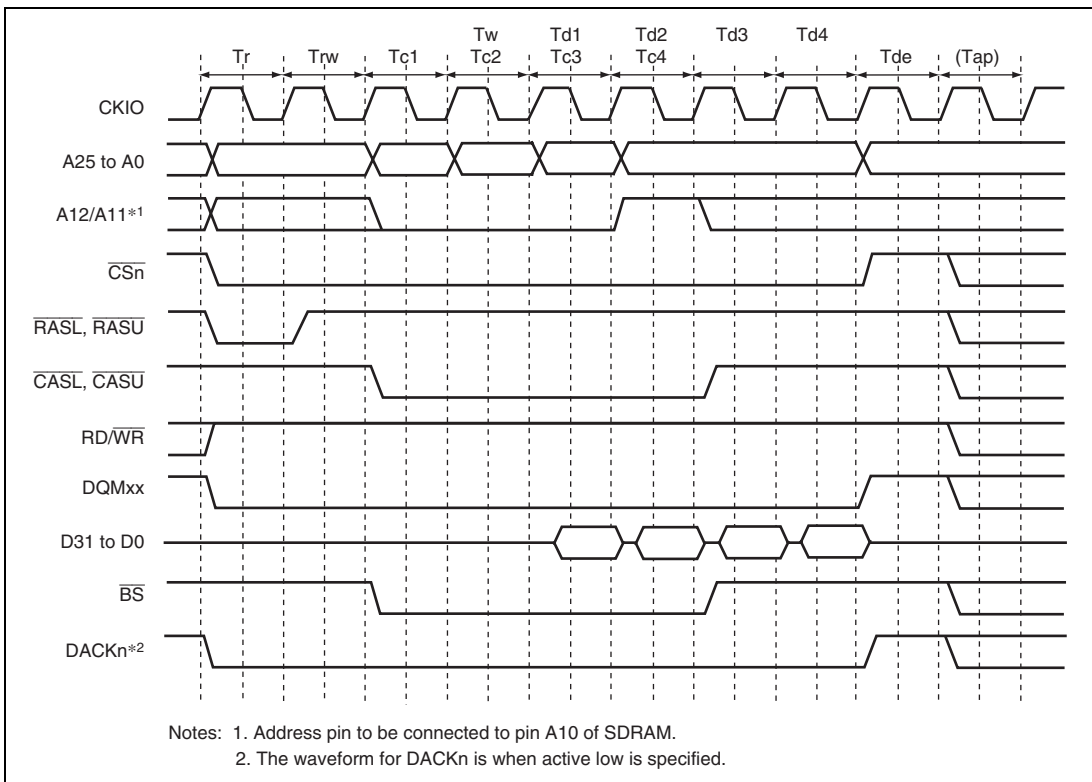 Tw Td1 Td2 Td3 Td4
Tr Trw Tc1 Tc2 Tc3 Tc4 Tde (Tap)
CKIO
A25 to A0
A12/A11*1
CSn
RASL, RASU
CASL, CASU
RD/WR
DQMxx
D31 to D0
BS
DACKn*2
Notes: 1. Address pin to be connected to pin A10 of SDRAM.
2. The waveform for DACKn is when active low is specified.